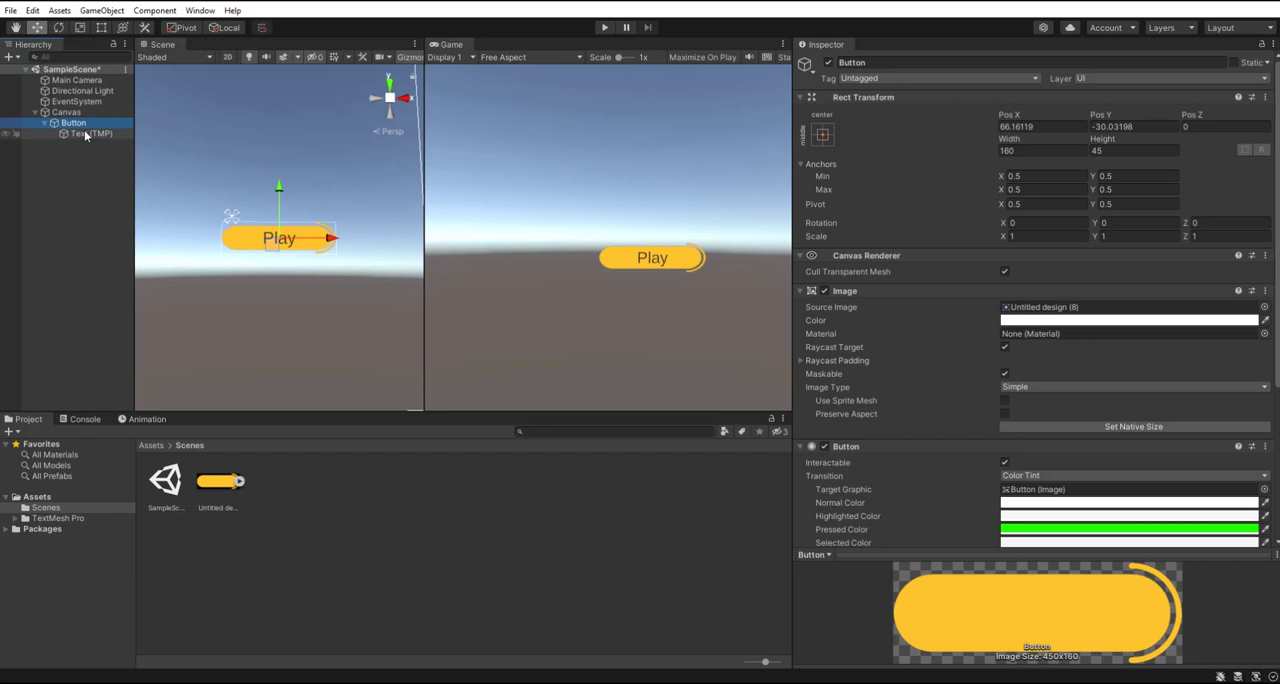 File Edit Assets GameObject Component Window Help
Pivot Local Account Layers Layout
Hierarchy Scene Game Inspector
All Shaded 2D Gizmos Display 1 Free Aspect Scale 1x Maximize On Play Button Static
SampleScene*
Main Camera
Directional Light
EventSystem
Canvas
Button
Text (TMP)
y
x
Persp
Play
Play
Tag Untagged Layer UI
Rect Transform
center
middle
Pos X Pos Y Pos Z
66.16119 -30.03198 0
Width Height
160 45
R
Anchors
Min X 0.5 Y 0.5
Max X 0.5 Y 0.5
Pivot X 0.5 Y 0.5
Rotation X 0 Y 0 Z 0
Scale X 1 Y 1 Z 1
Canvas Renderer
Cull Transparent Mesh
Image
Source Image Untitled design (8)
Color
Material None (Material)
Raycast Target
Raycast Padding
Maskable
Image Type Simple
Use Sprite Mesh
Preserve Aspect
Set Native Size
Button
Interactable
Transition Color Tint
Target Graphic Button (Image)
Normal Color
Highlighted Color
Pressed Color
Selected Color
Button
Button
Image Size: 450x160
Project Console Animation
3
Favorites
All Materials
All Models
All Prefabs
Assets
Scenes
TextMesh Pro
Packages
Assets Scenes
SampleSc... Untitled de...